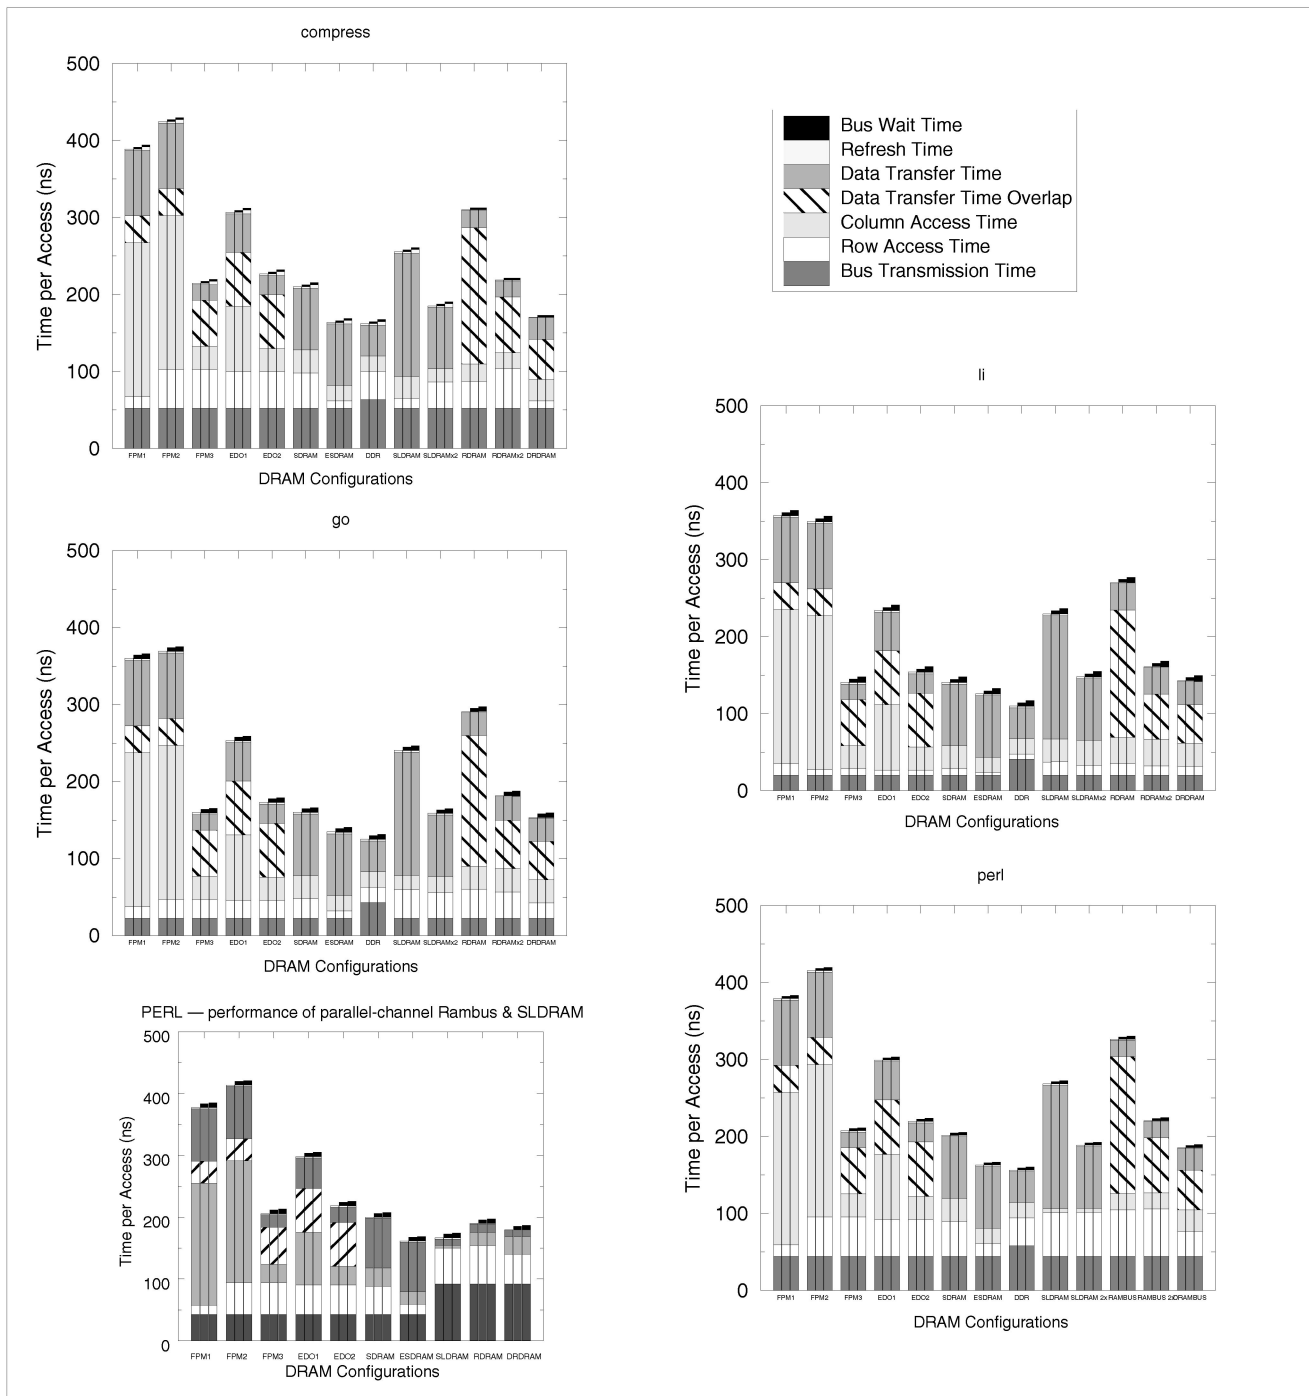 compress
500
400
300
200
100
0
Time per Access (ns)
FPM1 FPM2 FPM3 EDO1 EDO2 SDRAM ESDRAM DDR SLDRAM SLDRAMx2 RDRAM RDRAMx2 DRDRAM
DRAM Configurations
Bus Wait Time
Refresh Time
Data Transfer Time
Data Transfer Time Overlap
Column Access Time
Row Access Time
Bus Transmission Time
go
500
400
300
200
100
0
Time per Access (ns)
FPM1 FPM2 FPM3 EDO1 EDO2 SDRAM ESDRAM DDR SLDRAM SLDRAMx2 RDRAM RDRAMx2 DRDRAM
DRAM Configurations
li
500
400
300
200
100
0
Time per Access (ns)
FPM1 FPM2 FPM3 EDO1 EDO2 SDRAM ESDRAM DDR SLDRAM SLDRAMx2 RDRAM RDRAMx2 DRDRAM
DRAM Configurations
PERL — performance of parallel-channel Rambus & SLDRAM
500
400
300
200
100
0
Time per Access (ns)
FPM1 FPM2 FPM3 EDO1 EDO2 SDRAM ESDRAM SLDRAM RDRAM DRDRAM
DRAM Configurations
perl
500
400
300
200
100
0
Time per Access (ns)
FPM1 FPM2 FPM3 EDO1 EDO2 SDRAM ESDRAM DDR SLDRAM SLDRAM 2x RAMBUS RAMBUS 2x DRAMBUS
DRAM Configurations